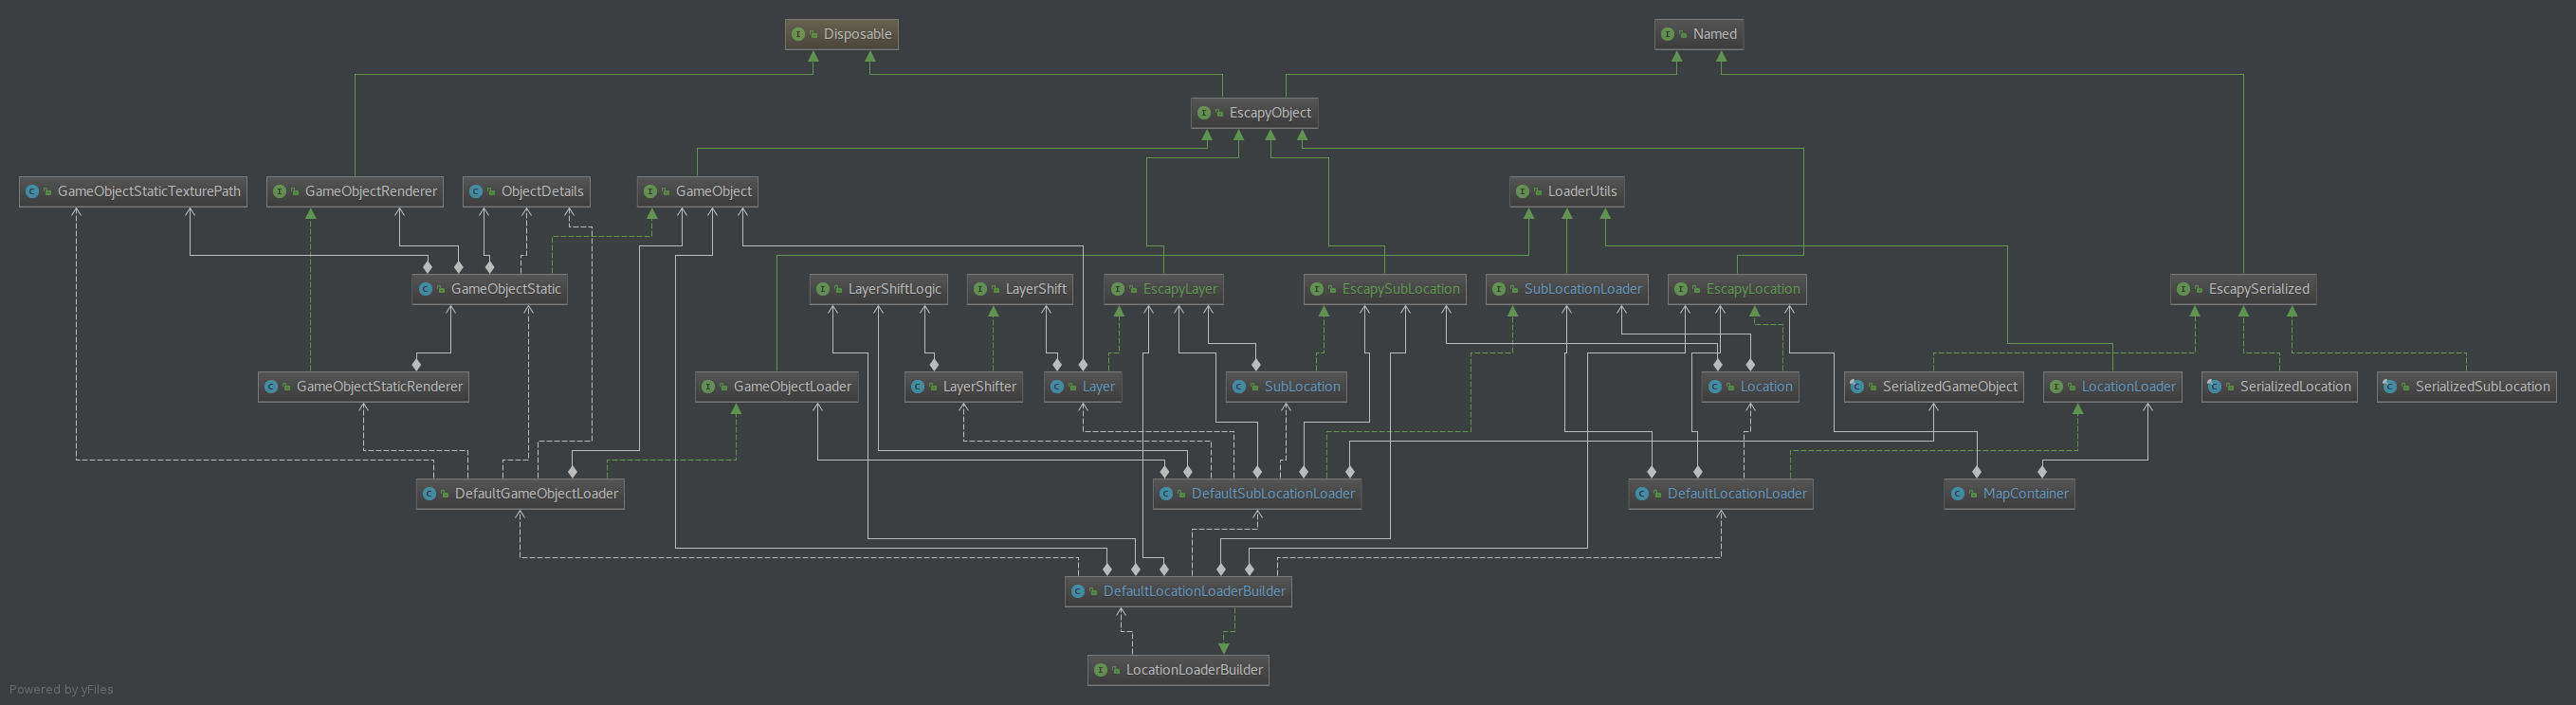 Disposable
Named
EscapyObject
GameObjectStaticTexturePath
GameObjectRenderer
ObjectDetails
GameObject
LoaderUtils
GameObjectStatic
LayerShiftLogic
LayerShift
EscapyLayer
EscapySubLocation
SubLocationLoader
EscapyLocation
EscapySerialized
GameObjectStaticRenderer
GameObjectLoader
LayerShifter
Layer
SubLocation
Location
SerializedGameObject
LocationLoader
SerializedLocation
SerializedSubLocation
DefaultGameObjectLoader
DefaultSubLocationLoader
DefaultLocationLoader
MapContainer
DefaultLocationLoaderBuilder
LocationLoaderBuilder
Powered by yFiles